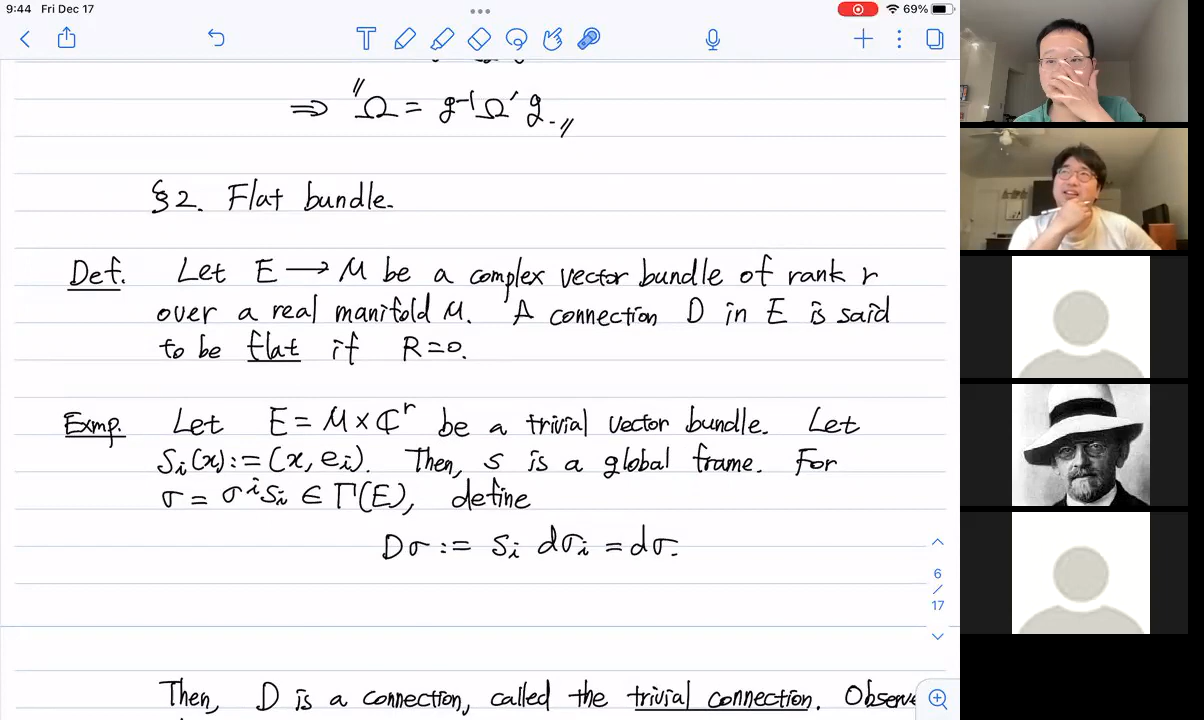 9:44 Fri Dec 17
69%
⇒ "Ω = g⁻¹Ω′g."
§2. Flat bundle.
Def. Let E → M be a complex vector bundle of rank r
over a real manifold M. A connection D in E is said
to be flat if R=0.
Exmp. Let E = M × ℂʳ be a trivial vector bundle. Let
Sᵢ(x) := (x, eᵢ). Then, s is a global frame. For
σ = σⁱsᵢ ∈ Γ(E), define
Dσ := Sᵢ dσᵢ = dσ.
6
/
17
Then, D is a connection, called the trivial connection. Observe